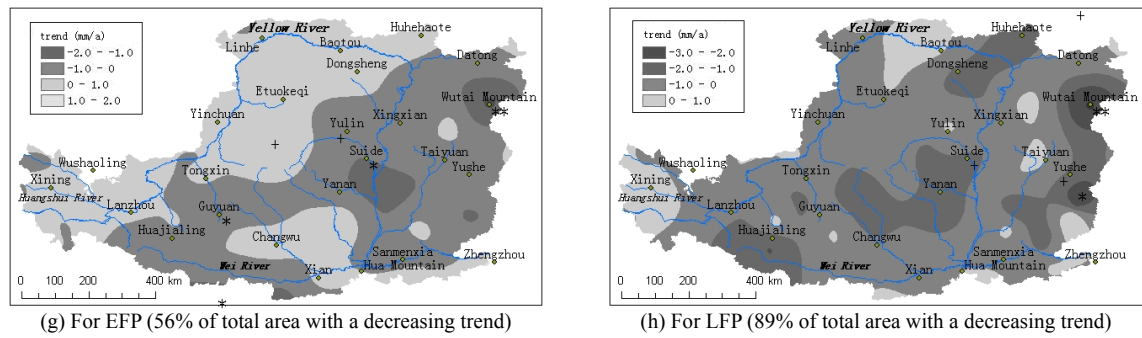 trend (mm/a)
-2.0 - -1.0
-1.0 - 0
0 - 1.0
1.0 - 2.0
Yellow River
Huhehaote
Linhe
Baotou
Datong
Dongsheng
Etuokeqi
Wutai Mountain
**
Yinchuan
Yulin
Xingxian
+
+
Wushaoling
Suide
*
Taiyuan
Xining
Tongxin
Yushe
Huangshui River
Yanan
Lanzhou
Guyuan
*
Huajialing
Changwu
Sanmenxia
Zhengzhou
Wei River
Xian
Hua Mountain
0 100 200 400 km
*
(g) For EFP (56% of total area with a decreasing trend)
trend (mm/a)
-3.0 - -2.0
-2.0 - -1.0
-1.0 - 0
0 - 1.0
+
Yellow River
Huhehaote
Linhe
Baotou
Datong
Dongsheng
Etuokeqi
Wutai Mountain
**
Yinchuan
Yulin
Xingxian
Wushaoling
Suide
+
Taiyuan
Xining
Tongxin
Yushe
+
Huangshui River
Yanan
*
Lanzhou
Guyuan
Huajialing
Changwu
Sanmenxia
Zhengzhou
Wei River
Xian
Hua Mountain
0 100 200 400 km
(h) For LFP (89% of total area with a decreasing trend)